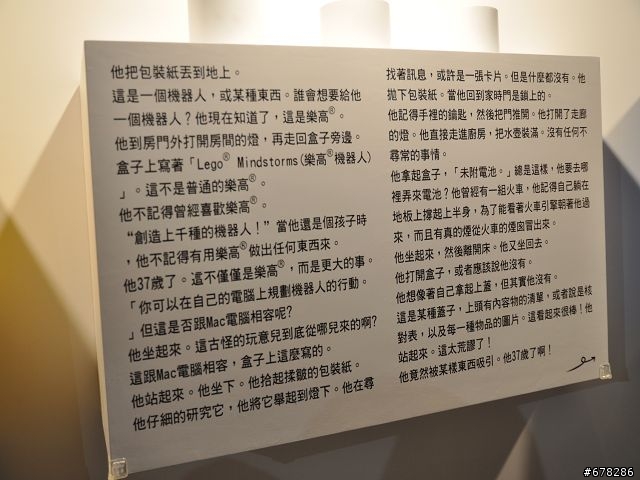 他把包裝紙丟到地上。
這是一個機器人，或某種東西。誰會想要給他
一個機器人？他現在知道了，這是樂高®。
他到房門外打開房間的燈，再走回盒子旁邊。
盒子上寫著「Lego® Mindstorms(樂高®機器人)
」。這不是普通的樂高®。
他不記得曾經喜歡樂高®。
“創造上千種的機器人！”當他還是個孩子時
，他不記得有用樂高®做出任何東西來。
他37歲了。這不僅僅是樂高®，而是更大的事。
「你可以在自己的電腦上規劃機器人的行動。
」但這是否跟Mac電腦相容呢？
他坐起來。這古怪的玩意兒到底從哪兒來的？
這跟Mac電腦相容，盒子上這麼寫的。
他站起來。他坐下。他拾起揉皺的包裝紙。
他仔細的研究它，他將它舉起到燈下。他在尋
找著訊息，或許是一張卡片。但是什麼都沒有。他
拋下包裝紙。當他回到家時門是鎖上的。
他記得手裡的鑰匙，然後把門推開。他打開了走廊
的燈。他直接走進廚房，把水壺裝滿。沒有任何不
尋常的事情。
他拿起盒子，「未附電池。」總是這樣，他要去哪
裡弄來電池？他曾經有一組火車，他記得自己躺在
地板上撐起上半身，為了能看著火車引擎朝著他過
來，而且有真的煙從火車的煙囪冒出來。
他坐起來，然後離開床。他又坐回去。
他打開盒子，或者應該說他沒有。
他想像著自己拿起上蓋，但其實他沒有。
這是某種蓋子，上頭有內容物的清單，或者說是核
對表，以及每一種物品的圖片。這看起來很棒！他
站起來。這太荒謬了！
他竟然被某樣東西吸引。他37歲了啊！
#678286